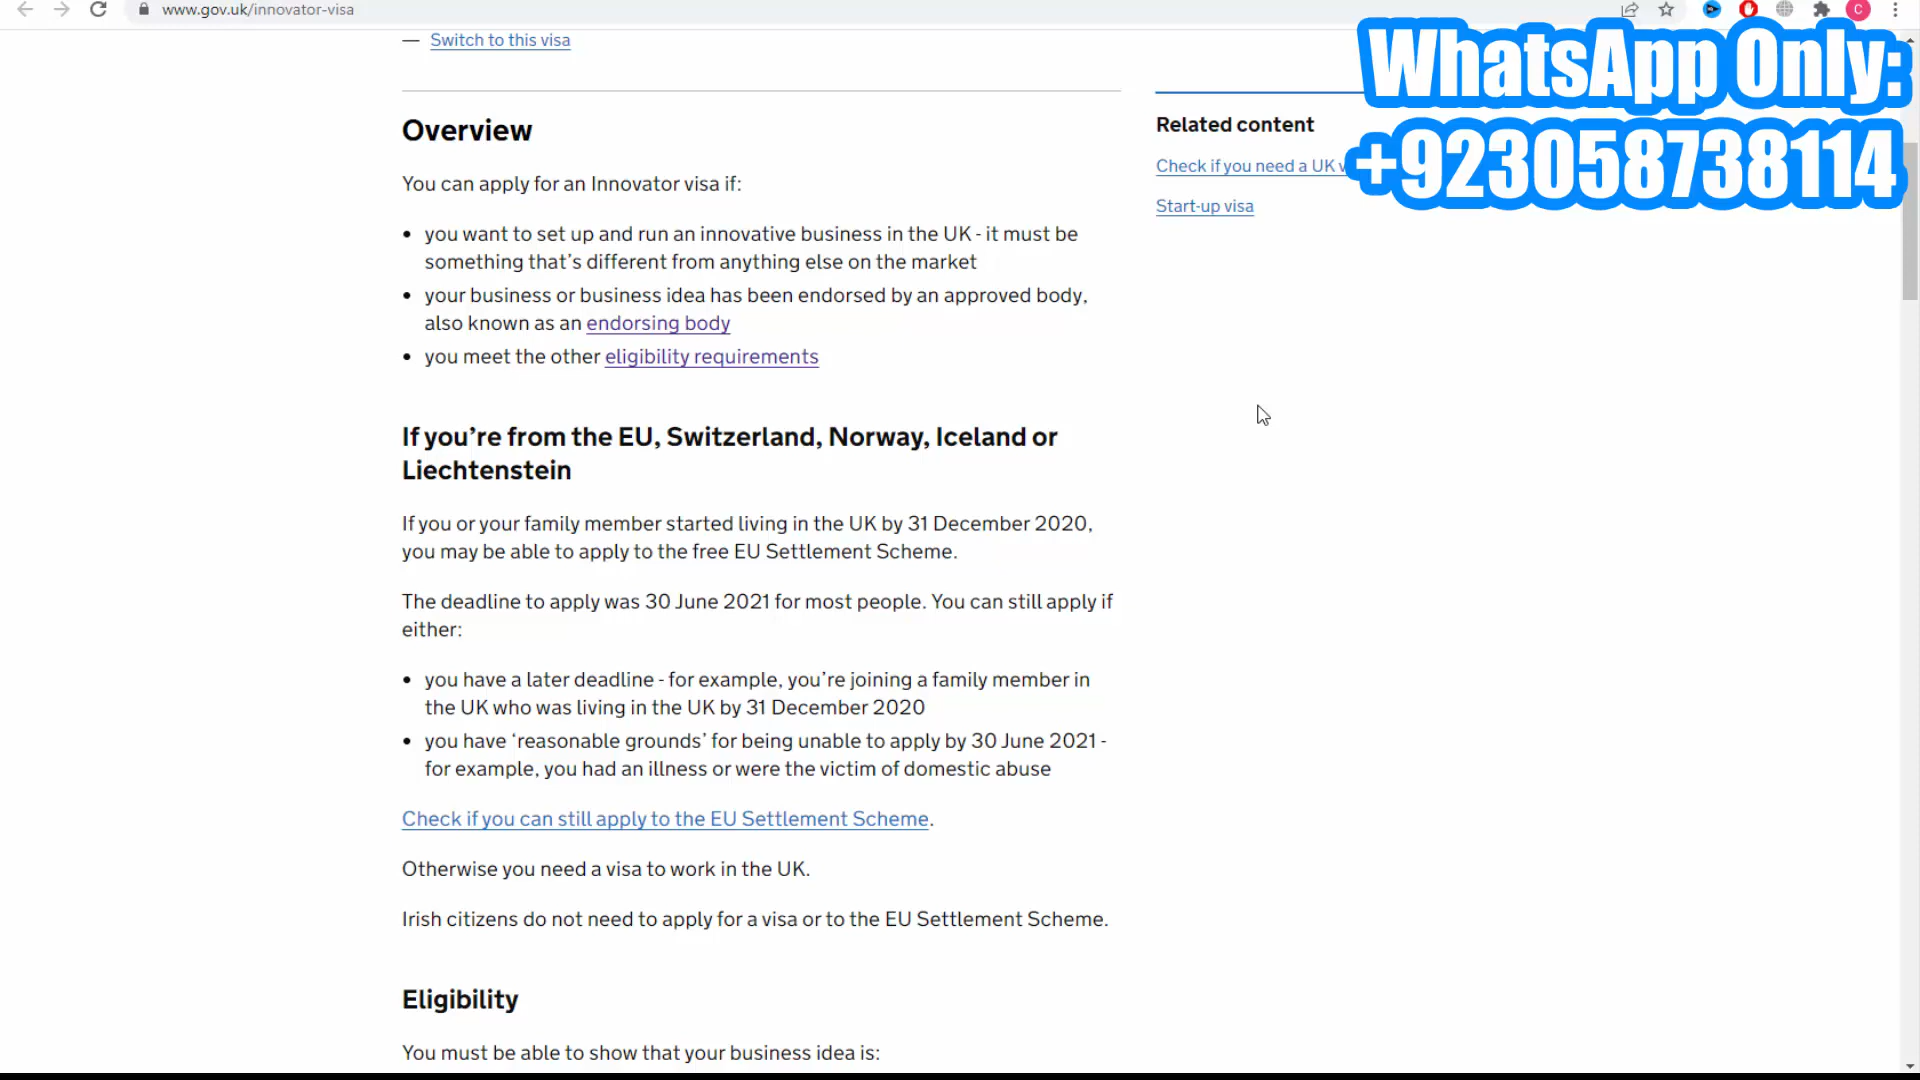 www.gov.uk/innovator-visa
C
— Switch to this visa
WhatsApp Only:
+923058738114
Overview
You can apply for an Innovator visa if:
• you want to set up and run an innovative business in the UK - it must be
something that’s different from anything else on the market
• your business or business idea has been endorsed by an approved body,
also known as an endorsing body
• you meet the other eligibility requirements
If you’re from the EU, Switzerland, Norway, Iceland or
Liechtenstein
If you or your family member started living in the UK by 31 December 2020,
you may be able to apply to the free EU Settlement Scheme.
The deadline to apply was 30 June 2021 for most people. You can still apply if
either:
• you have a later deadline - for example, you’re joining a family member in
the UK who was living in the UK by 31 December 2020
• you have ‘reasonable grounds’ for being unable to apply by 30 June 2021 -
for example, you had an illness or were the victim of domestic abuse
Check if you can still apply to the EU Settlement Scheme.
Otherwise you need a visa to work in the UK.
Irish citizens do not need to apply for a visa or to the EU Settlement Scheme.
Eligibility
You must be able to show that your business idea is:
Related content
Check if you need a UK
Start-up visa